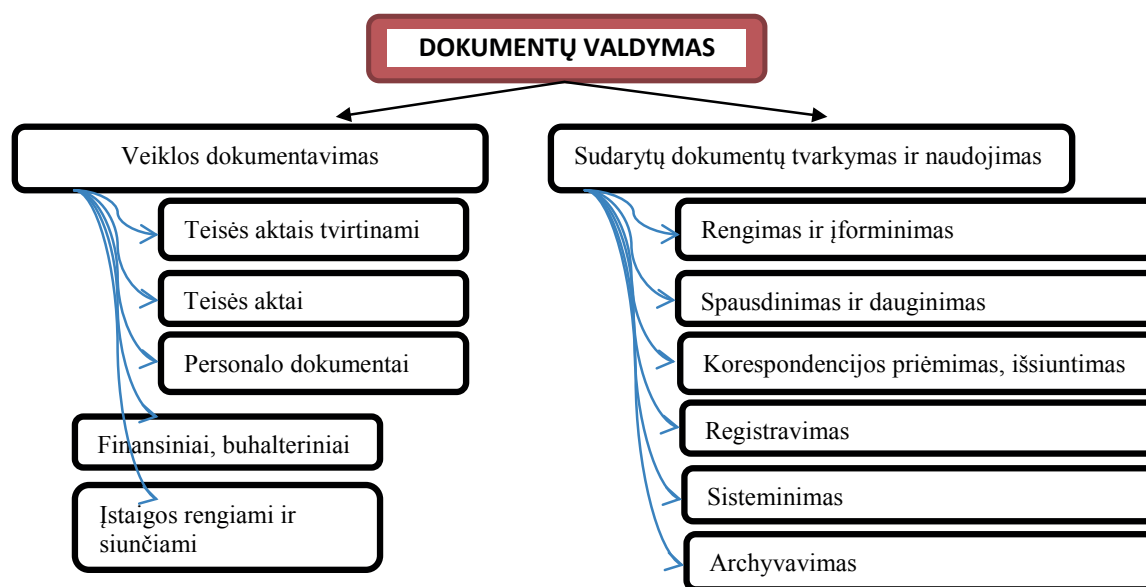 DOKUMENTŲ VALDYMAS
Veiklos dokumentavimas
Teisės aktais tvirtinami
Teisės aktai
Personalo dokumentai
Finansiniai, buhalteriniai
Įstaigos rengiami ir
siunčiami
Sudarytų dokumentų tvarkymas ir naudojimas
Rengimas ir įforminimas
Spausdinimas ir dauginimas
Korespondencijos priėmimas, išsiuntimas
Registravimas
Sisteminimas
Archyvavimas